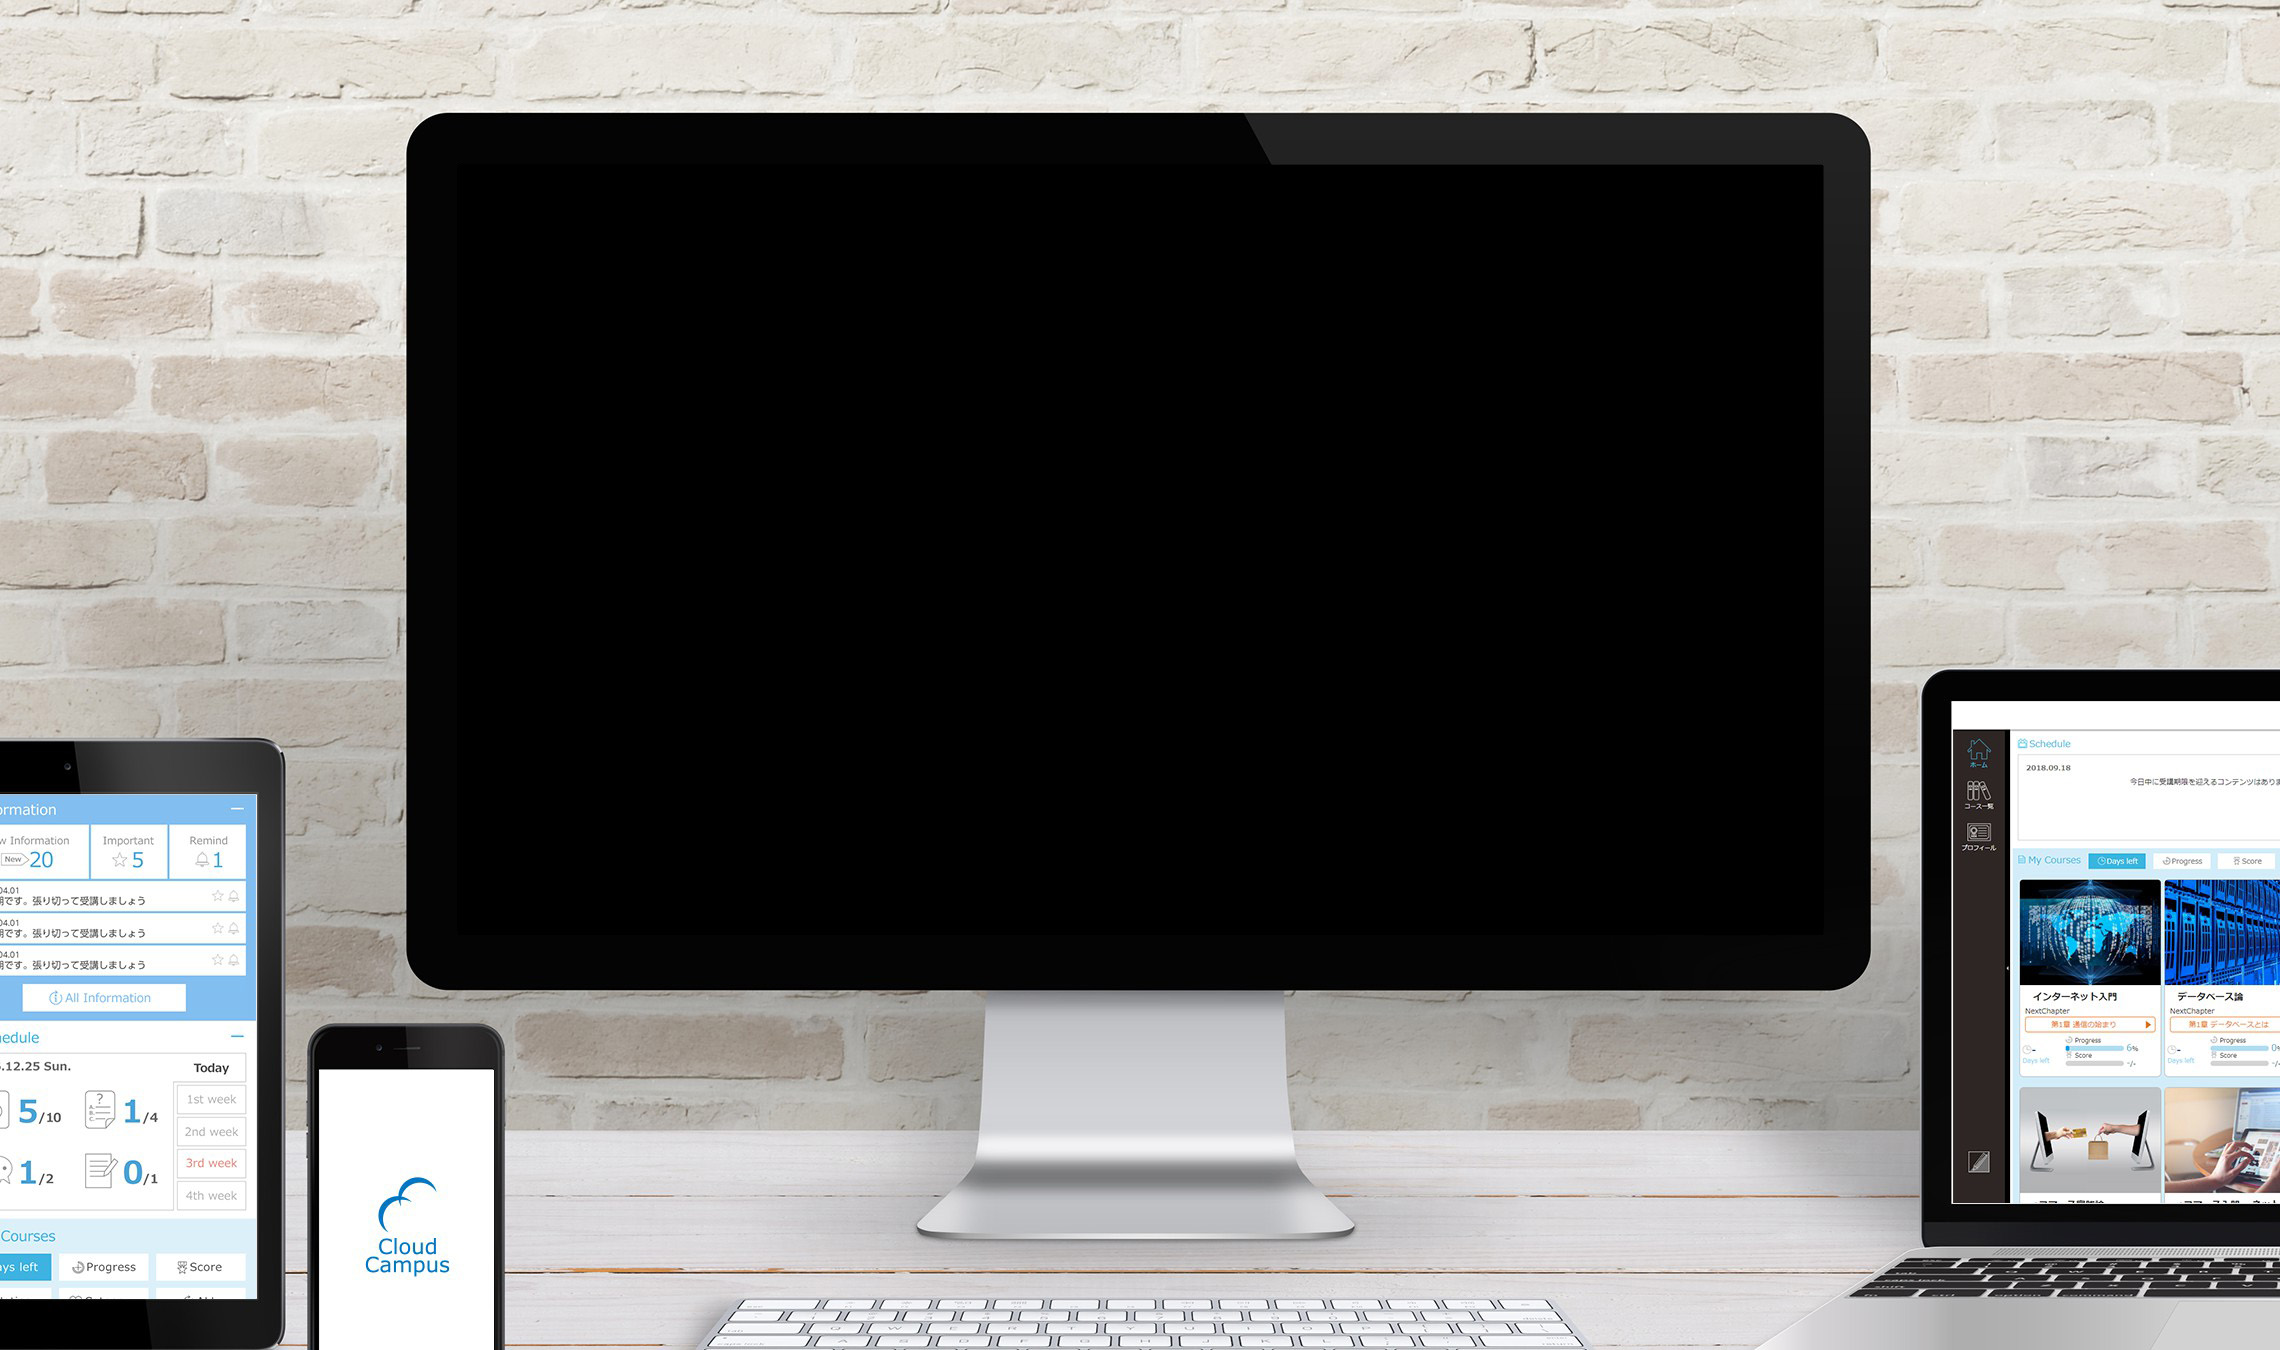 ormation
w Information
New 20
Important
5
Remind
1
04.01
明です。張り切って受講しましょう
04.01
明です。張り切って受講しましょう
04.01
明です。張り切って受講しましょう
All Information
edule
.12.25 Sun.
Today
5/10
1/4
1/2
0/1
1st week
2nd week
3rd week
4th week
Courses
ys left
Progress
Score
Cloud
Campus
ホーム
コース一覧
プロフィール
Schedule
2018.09.18
今日中に受講期限を迎えるコンテンツはありま
My Courses
Days left
Progress
Score
インターネット入門
NextChapter
第1章 通信の始まり
Progress
6%
Score
-/-
Days left
データベース論
NextChapter
第1章 データベースとは
Progress
0%
Score
-/-
Days left